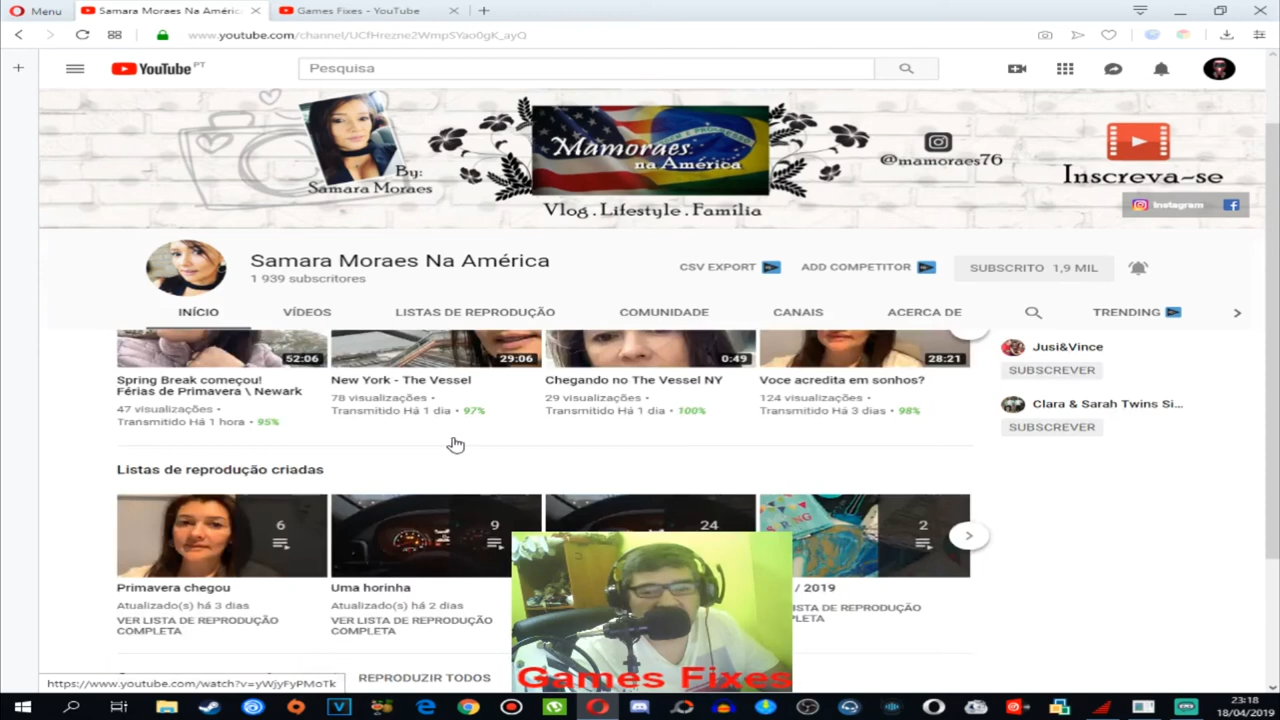 Menu
Samara Moraes Na Améric
Games Fixes - YouTube
www.youtube.com/channel/UCfHrezne2WmpSYao0gK_ayQ
YouTube PT
Pesquisa
Mamoraes
na América
By:
Samara Moraes
@mamoraes76
Inscreva-se
Vlog . Lifestyle . Família
Instagram
Samara Moraes Na América
1 939 subscritores
CSV EXPORT
ADD COMPETITOR
SUBSCRITO 1,9 MIL
INÍCIO
VÍDEOS
LISTAS DE REPRODUÇÃO
COMUNIDADE
CANAIS
ACERCA DE
TRENDING
52:06
29:06
0:49
28:21
Spring Break começou!
Férias de Primavera \ Newark
47 visualizações •
Transmitido Há 1 hora • 95%
New York - The Vessel
78 visualizações •
Transmitido Há 1 dia • 97%
Chegando no The Vessel NY
29 visualizações •
Transmitido Há 1 dia • 100%
Voce acredita em sonhos?
124 visualizações •
Transmitido Há 3 dias • 98%
Jusi&Vince
SUBSCREVER
Clara & Sarah Twins Si...
SUBSCREVER
Listas de reprodução criadas
6
9
24
2
Primavera chegou
Atualizado(s) há 3 dias
VER LISTA DE REPRODUÇÃO
COMPLETA
Uma horinha
Atualizado(s) há 2 dias
VER LISTA DE REPRODUÇÃO
COMPLETA
/ 2019
ISTA DE REPRODUÇÃO
REPRODUZIR TODOS
Games Fixes
https://www.youtube.com/watch?v=yWjyFyPMoTk
23:18
18/04/2019